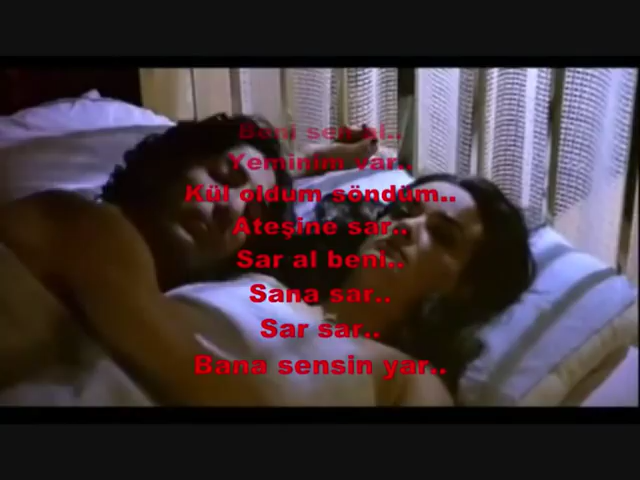 Beni sen al..
Yeminim var..
Kül oldum söndüm..
Ateşine sar..
Sar al beni..
Sana sar..
Sar sar..
Bana sensin yar..